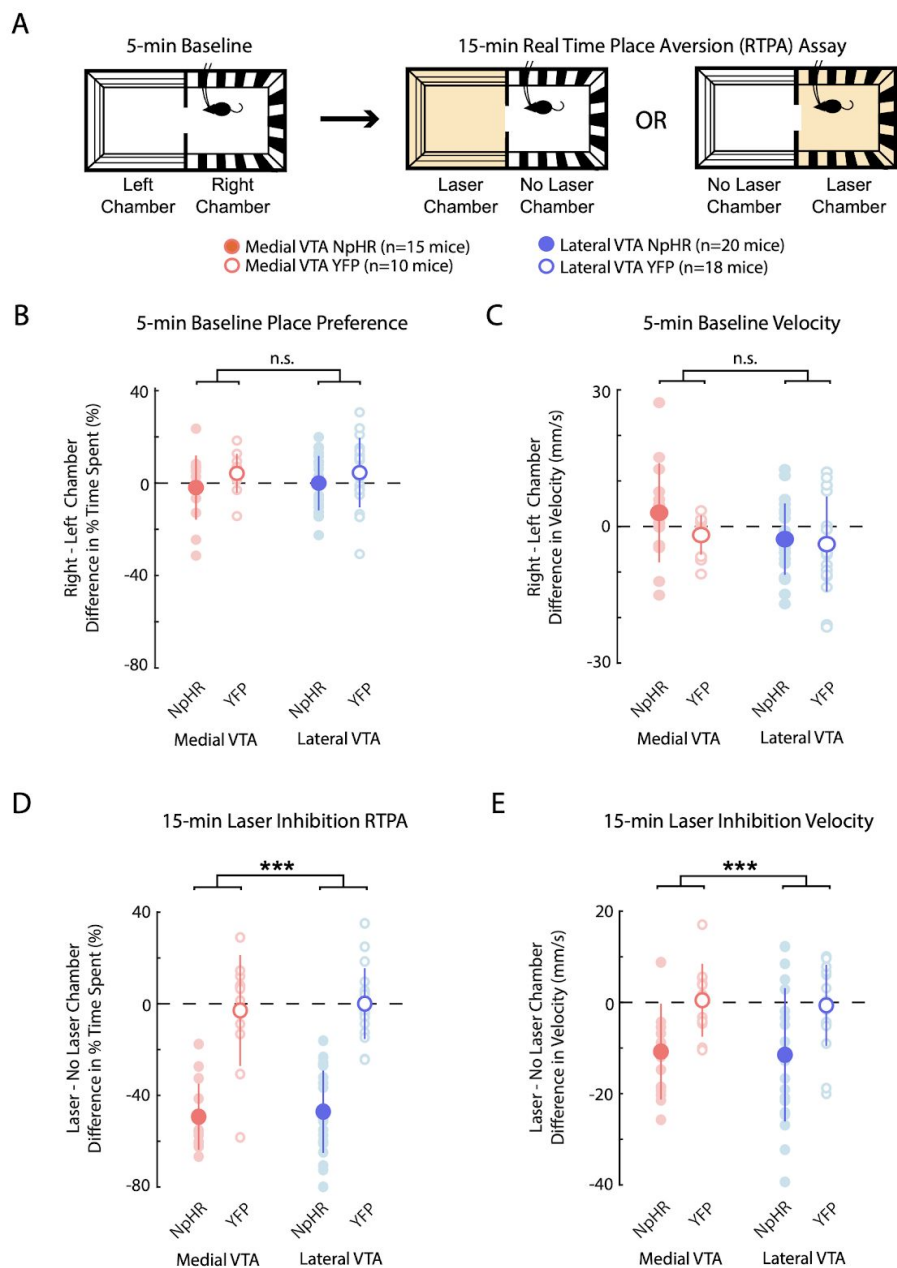 A
5-min Baseline
15-min Real Time Place Aversion (RTPA) Assay
OR
Left
Chamber
Right
Chamber
Laser
Chamber
No Laser
Chamber
No Laser
Chamber
Laser
Chamber
Medial VTA NpHR (n=15 mice)
Medial VTA YFP (n=10 mice)
Lateral VTA NpHR (n=20 mice)
Lateral VTA YFP (n=18 mice)
B
5-min Baseline Place Preference
n.s.
Right - Left Chamber
Difference in % Time Spent (%)
40
0
-40
-80
NpHR
YFP
NpHR
YFP
Medial VTA
Lateral VTA
C
5-min Baseline Velocity
n.s.
Right - Left Chamber
Difference in Velocity (mm/s)
30
0
-30
NpHR
YFP
NpHR
YFP
Medial VTA
Lateral VTA
D
15-min Laser Inhibition RTPA
***
Laser - No Laser Chamber
Difference in % Time Spent (%)
40
0
-40
-80
NpHR
YFP
NpHR
YFP
Medial VTA
Lateral VTA
E
15-min Laser Inhibition Velocity
***
Laser - No Laser Chamber
Difference in Velocity (mm/s)
20
0
-20
-40
NpHR
YFP
NpHR
YFP
Medial VTA
Lateral VTA